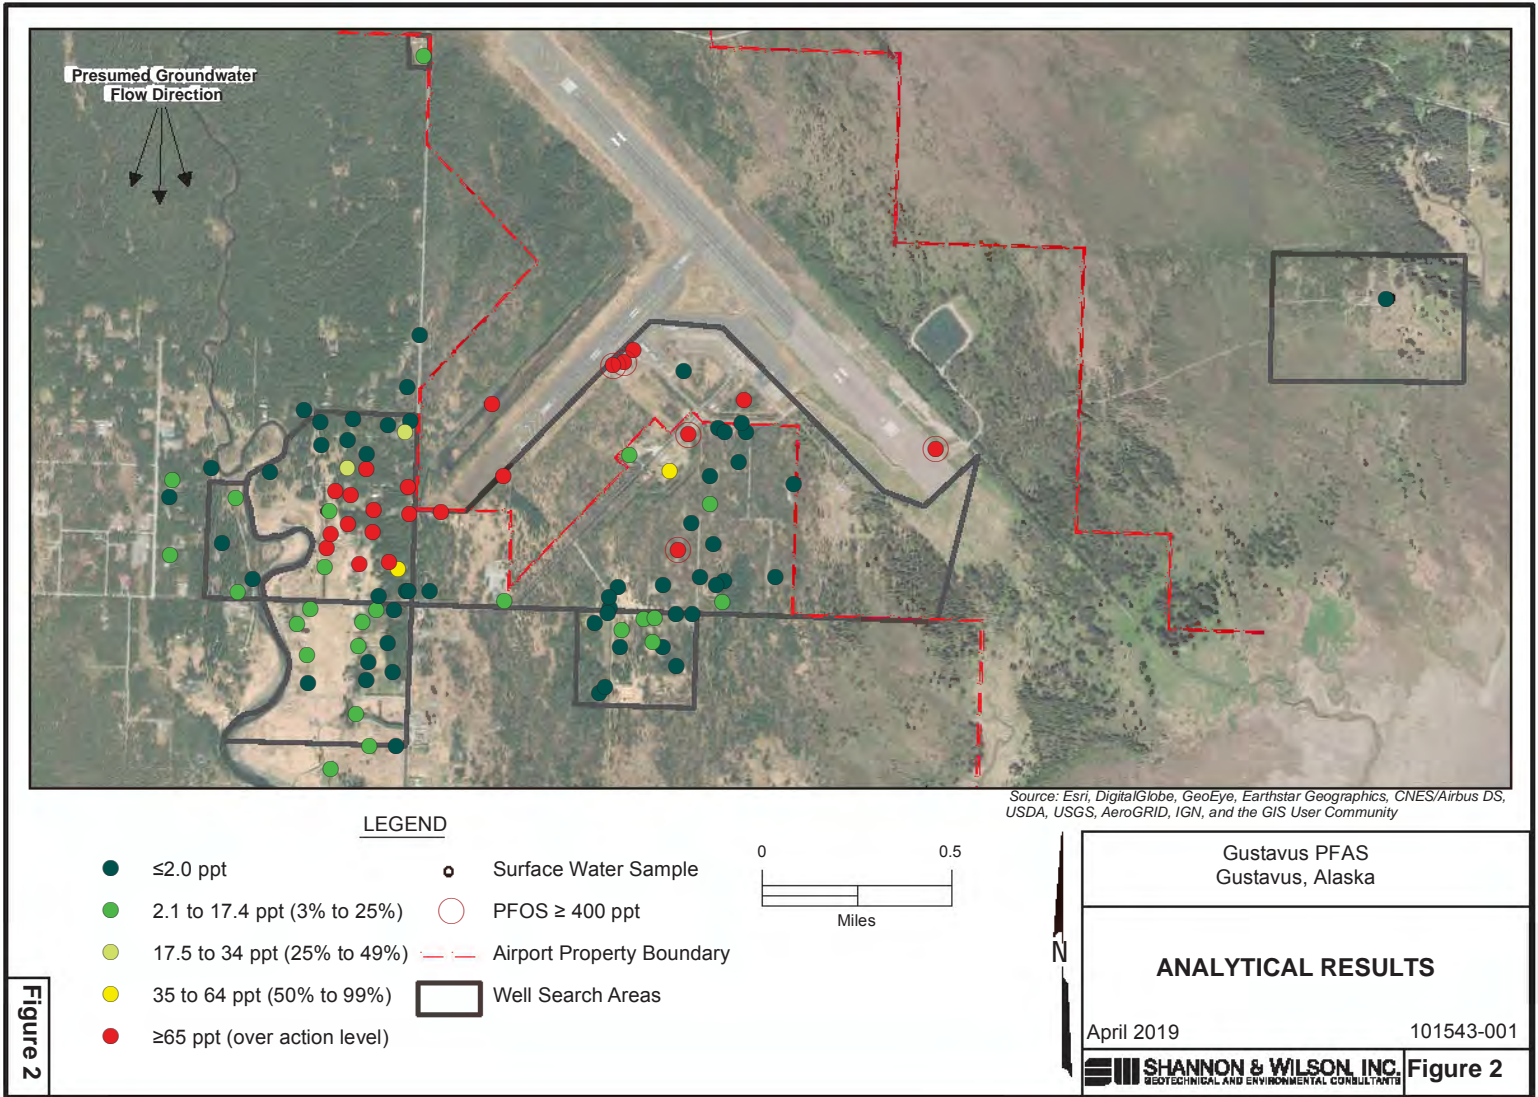 Presumed Groundwater
Flow Direction
Source: Esri, DigitalGlobe, GeoEye, Earthstar Geographics, CNES/Airbus DS,
USDA, USGS, AeroGRID, IGN, and the GIS User Community
LEGEND
≤2.0 ppt
2.1 to 17.4 ppt (3% to 25%)
17.5 to 34 ppt (25% to 49%)
35 to 64 ppt (50% to 99%)
≥65 ppt (over action level)
Surface Water Sample
PFOS ≥ 400 ppt
Airport Property Boundary
Well Search Areas
0 0.5
Miles
N
Gustavus PFAS
Gustavus, Alaska
ANALYTICAL RESULTS
April 2019 101543-001
SHANNON & WILSON, INC.
GEOTECHNICAL AND ENVIRONMENTAL CONSULTANTS
Figure 2
Figure 2